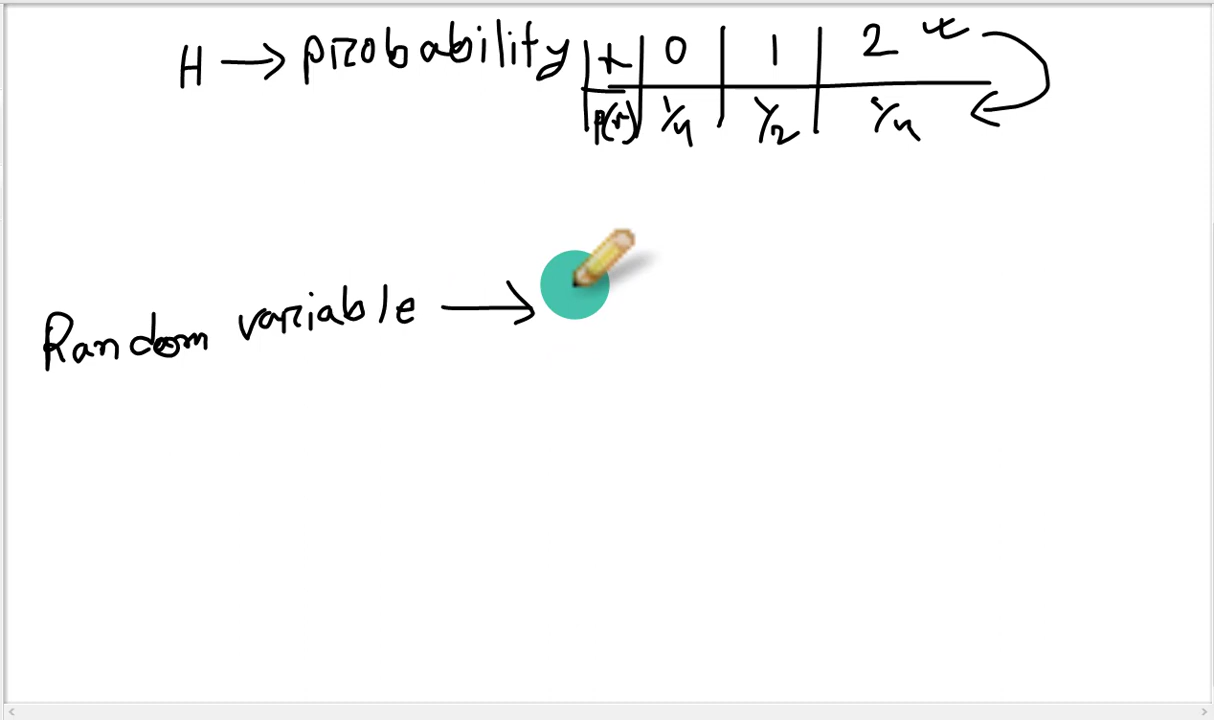 H → probability | x | 0 | 1 | 2
P(x) | 1/4 | 1/2 | 1/4
Random variable →